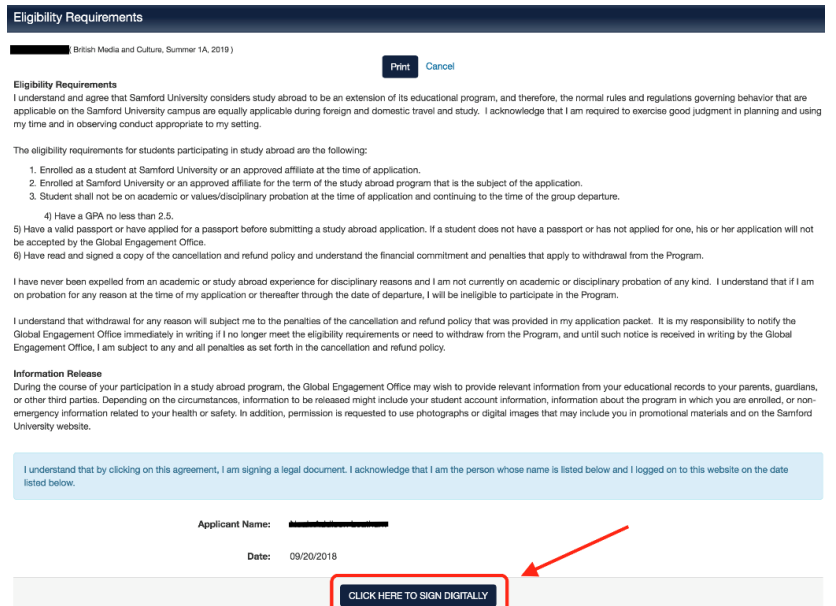 Eligibility Requirements
( British Media and Culture, Summer 1A, 2019 )
Print Cancel
Eligibility Requirements
I understand and agree that Samford University considers study abroad to be an extension of its educational program, and therefore, the normal rules and regulations governing behavior that are
applicable on the Samford University campus are equally applicable during foreign and domestic travel and study. I acknowledge that I am required to exercise good judgment in planning and using
my time and in observing conduct appropriate to my setting.
The eligibility requirements for students participating in study abroad are the following:
1. Enrolled as a student at Samford University or an approved affiliate at the time of application.
2. Enrolled at Samford University or an approved affiliate for the term of the study abroad program that is the subject of the application.
3. Student shall not be on academic or values/disciplinary probation at the time of application and continuing to the time of the group departure.
4) Have a GPA no less than 2.5.
5) Have a valid passport or have applied for a passport before submitting a study abroad application. If a student does not have a passport or has not applied for one, his or her application will not
be accepted by the Global Engagement Office.
6) Have read and signed a copy of the cancellation and refund policy and understand the financial commitment and penalties that apply to withdrawal from the Program.
I have never been expelled from an academic or study abroad experience for disciplinary reasons and I am not currently on academic or disciplinary probation of any kind. I understand that if I am
on probation for any reason at the time of my application or thereafter through the date of departure, I will be ineligible to participate in the Program.
I understand that withdrawal for any reason will subject me to the penalties of the cancellation and refund policy that was provided in my application packet. It is my responsibility to notify the
Global Engagement Office immediately in writing if I no longer meet the eligibility requirements or need to withdraw from the Program, and until such notice is received in writing by the Global
Engagement Office, I am subject to any and all penalties as set forth in the cancellation and refund policy.
Information Release
During the course of your participation in a study abroad program, the Global Engagement Office may wish to provide relevant information from your educational records to your parents, guardians,
or other third parties. Depending on the circumstances, information to be released might include your student account information, information about the program in which you are enrolled, or non-
emergency information related to your health or safety. In addition, permission is requested to use photographs or digital images that may include you in promotional materials and on the Samford
University website.
I understand that by clicking on this agreement, I am signing a legal document. I acknowledge that I am the person whose name is listed below and I logged on to this website on the date
listed below.
Applicant Name:
Date: 09/20/2018
CLICK HERE TO SIGN DIGITALLY